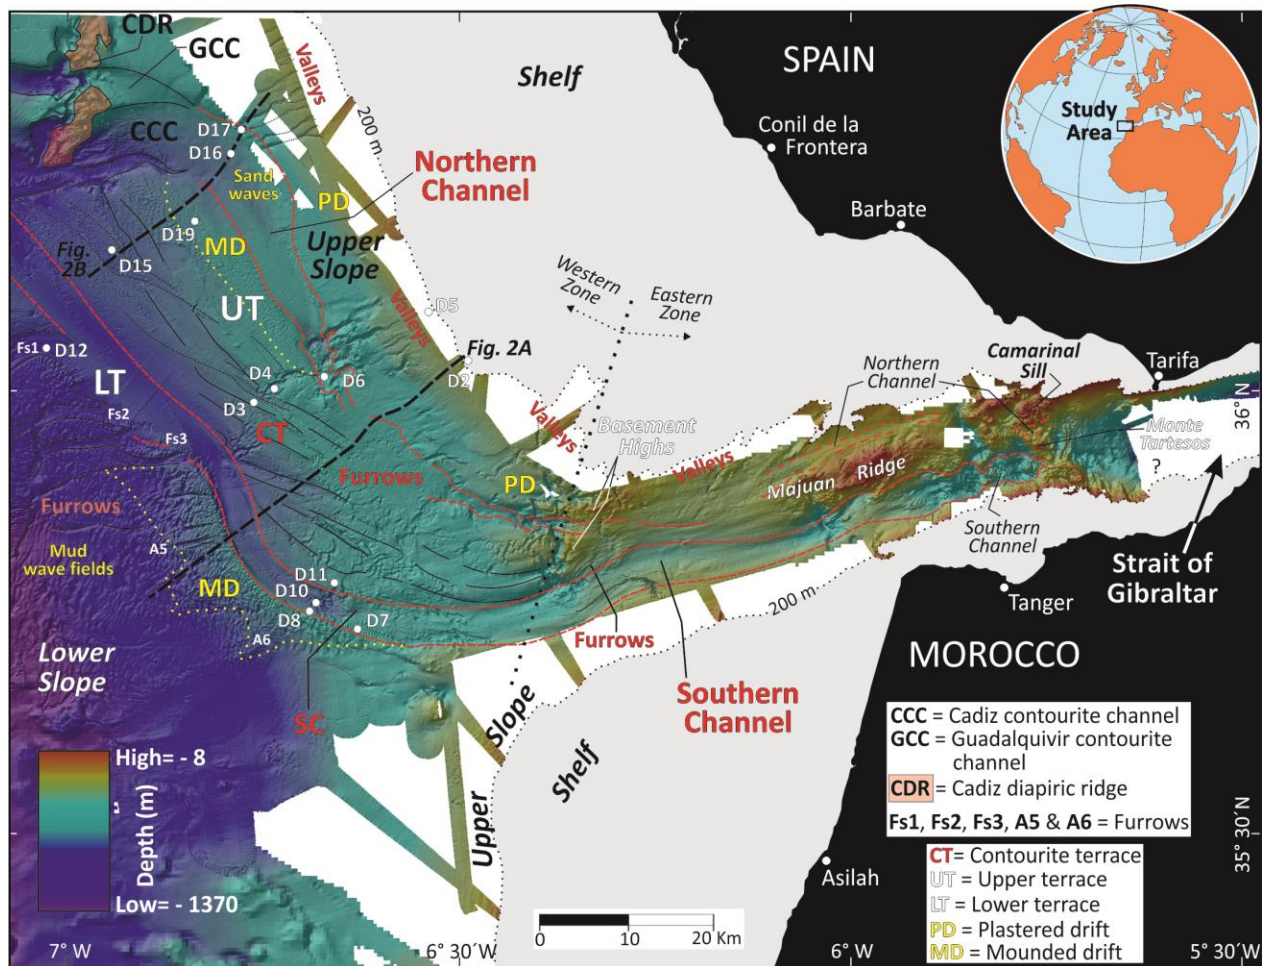 CDR
GCC
CCC
Valleys
Shelf
200 m
SPAIN
Conil de la
Frontera
Barbate
Study
Area
D17
D16
Sand
waves
Northern
Channel
PD
D19
MD
Fig.
2B
D15
Upper
Slope
UT
Valleys
D5
Western
Zone
Eastern
Zone
Fs1
D12
LT
D4
D3
D6
Fig. 2A
D2
Northern
Channel
Camarinal
Sill
Tarifa
36° N
Fs2
Fs3
CT
Valleys
Basement
Highs
Valleys
Monte
Tartesos
?
Furrows
PD
Majuan Ridge
Southern
Channel
Furrows
Mud
wave fields
A5
MD
D11
D10
D8
D7
A6
200 m
Tanger
Strait of
Gibraltar
Furrows
Lower
Slope
SC
Southern
Channel
MOROCCO
Upper
Slope
Shelf
High= - 8
Depth (m)
Low= - 1370
CCC = Cadiz contourite channel
GCC = Guadalquivir contourite
channel
CDR = Cadiz diapiric ridge
Fs1, Fs2, Fs3, A5 & A6 = Furrows
CT= Contourite terrace
UT = Upper terrace
LT = Lower terrace
PD = Plastered drift
MD = Mounded drift
35° 30´N
Asilah
0 10 20 Km
7° W
6° 30´W
6° W
5° 30´W